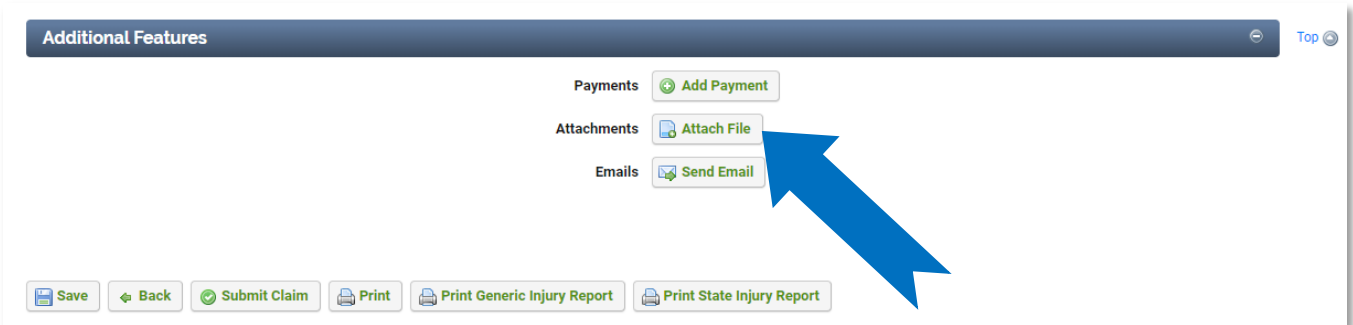 Additional Features Top
Payments Add Payment
Attachments Attach File
Emails Send Email
Save Back Submit Claim Print Print Generic Injury Report Print State Injury Report